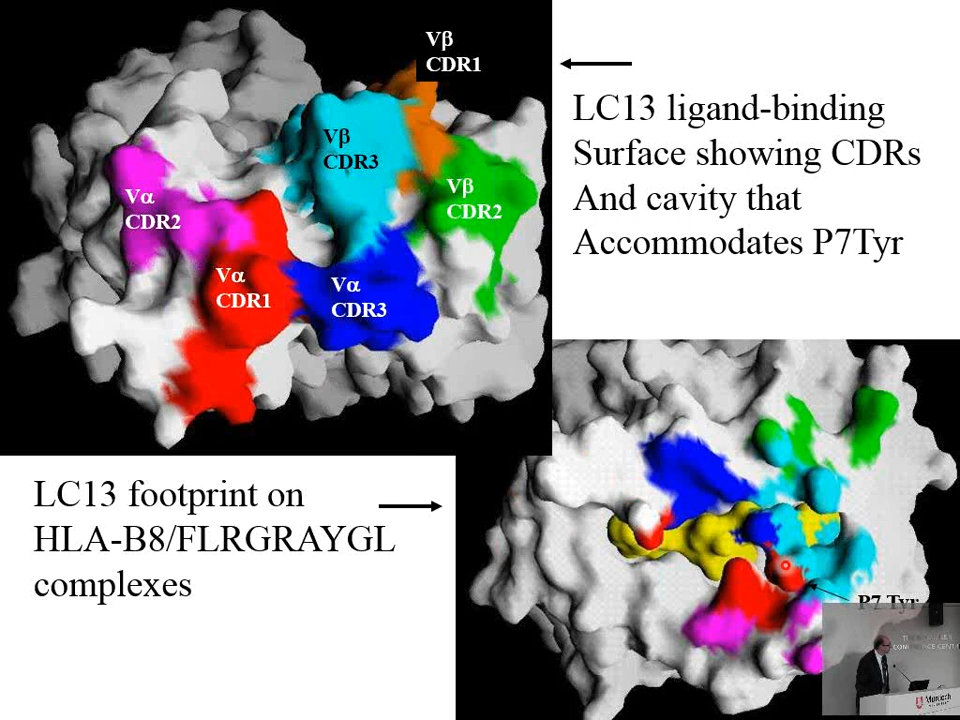 Vβ
CDR1
Vβ
CDR3
Vα
CDR2
Vβ
CDR2
Vα
CDR1
Vα
CDR3
LC13 ligand-binding
Surface showing CDRs
And cavity that
Accommodates P7Tyr
LC13 footprint on
HLA-B8/FLRGRAYGL
complexes
P7 Tyr
Murdoch